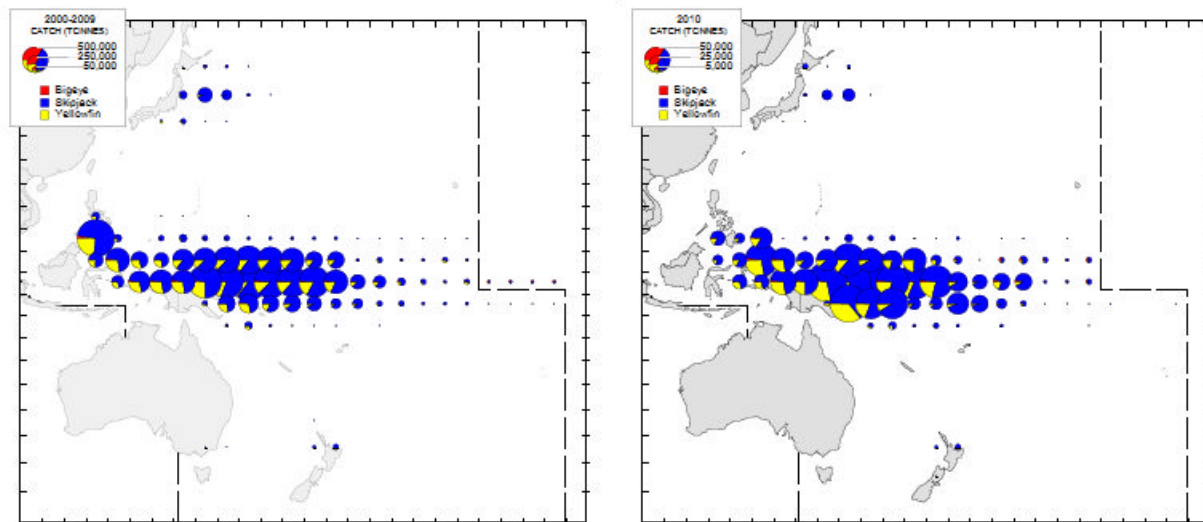 2000-2009
CATCH (TONNES)
500,000
250,000
50,000
Bigeye
Skipjack
Yellowfin
2010
CATCH (TONNES)
50,000
25,000
5,000
Bigeye
Skipjack
Yellowfin